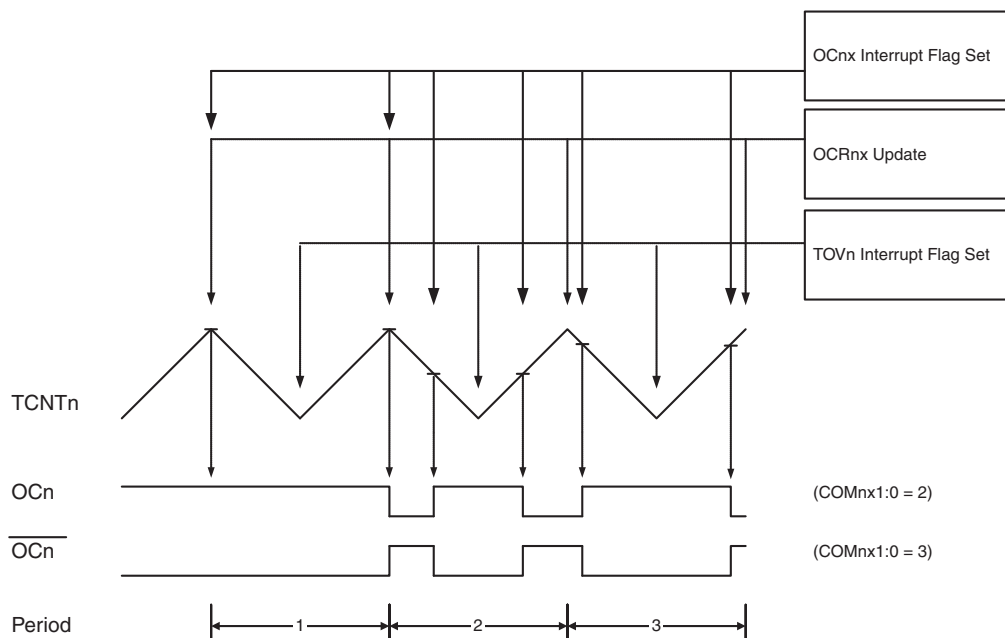 OCnx Interrupt Flag Set
OCRnx Update
TOVn Interrupt Flag Set
TCNTn
OCn
(COMnx1:0 = 2)
OCn
(COMnx1:0 = 3)
Period
1
2
3